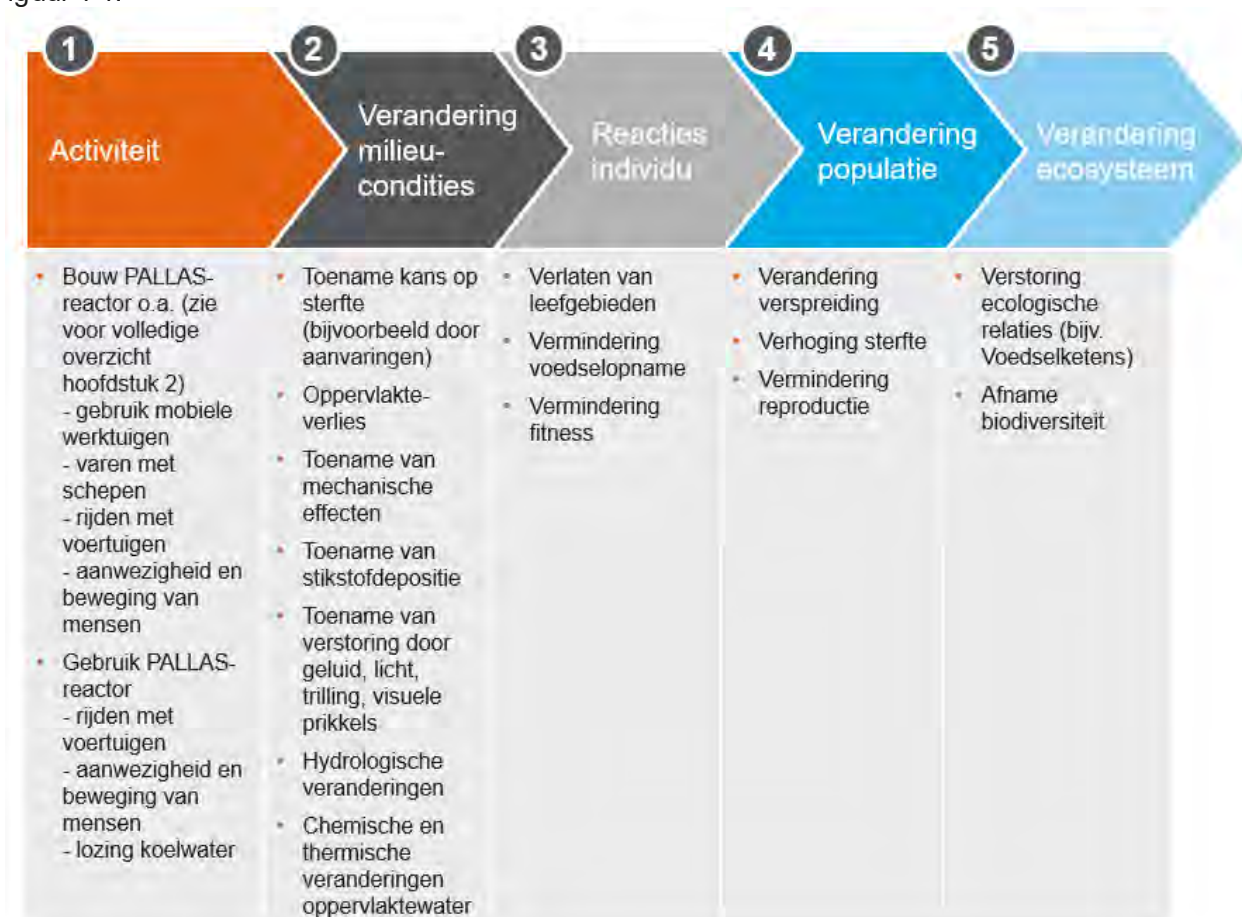 1
Activiteit
Bouw PALLAS-
reactor o.a. (zie
voor volledige
overzicht
hoofdstuk 2)
- gebruik mobiele
werktuigen
- varen met
schepen
- rijden met
voertuigen
- aanwezigheid en
beweging van
mensen
Gebruik PALLAS-
reactor
- rijden met
voertuigen
- aanwezigheid en
beweging van
mensen
- lozing koelwater
2
Verandering
milieu-
condities
Toename kans op
sterfte
(bijvoorbeeld door
aanvaringen)
Oppervlakte-
verlies
Toename van
mechanische
effecten
Toename van
stikstofdepositie
Toename van
verstoring door
geluid, licht,
trilling, visuele
prikkels
Hydrologische
veranderingen
Chemische en
thermische
veranderingen
oppervlaktewater
3
Reacties
individu
Verlaten van
leefgebieden
Vermindering
voedselopname
Vermindering
fitness
4
Verandering
populatie
Verandering
verspreiding
Verhoging sterfte
Vermindering
reproductie
5
Verandering
ecosysteem
Verstoring
ecologische
relaties (bijv.
Voedselketens)
Afname
biodiversiteit